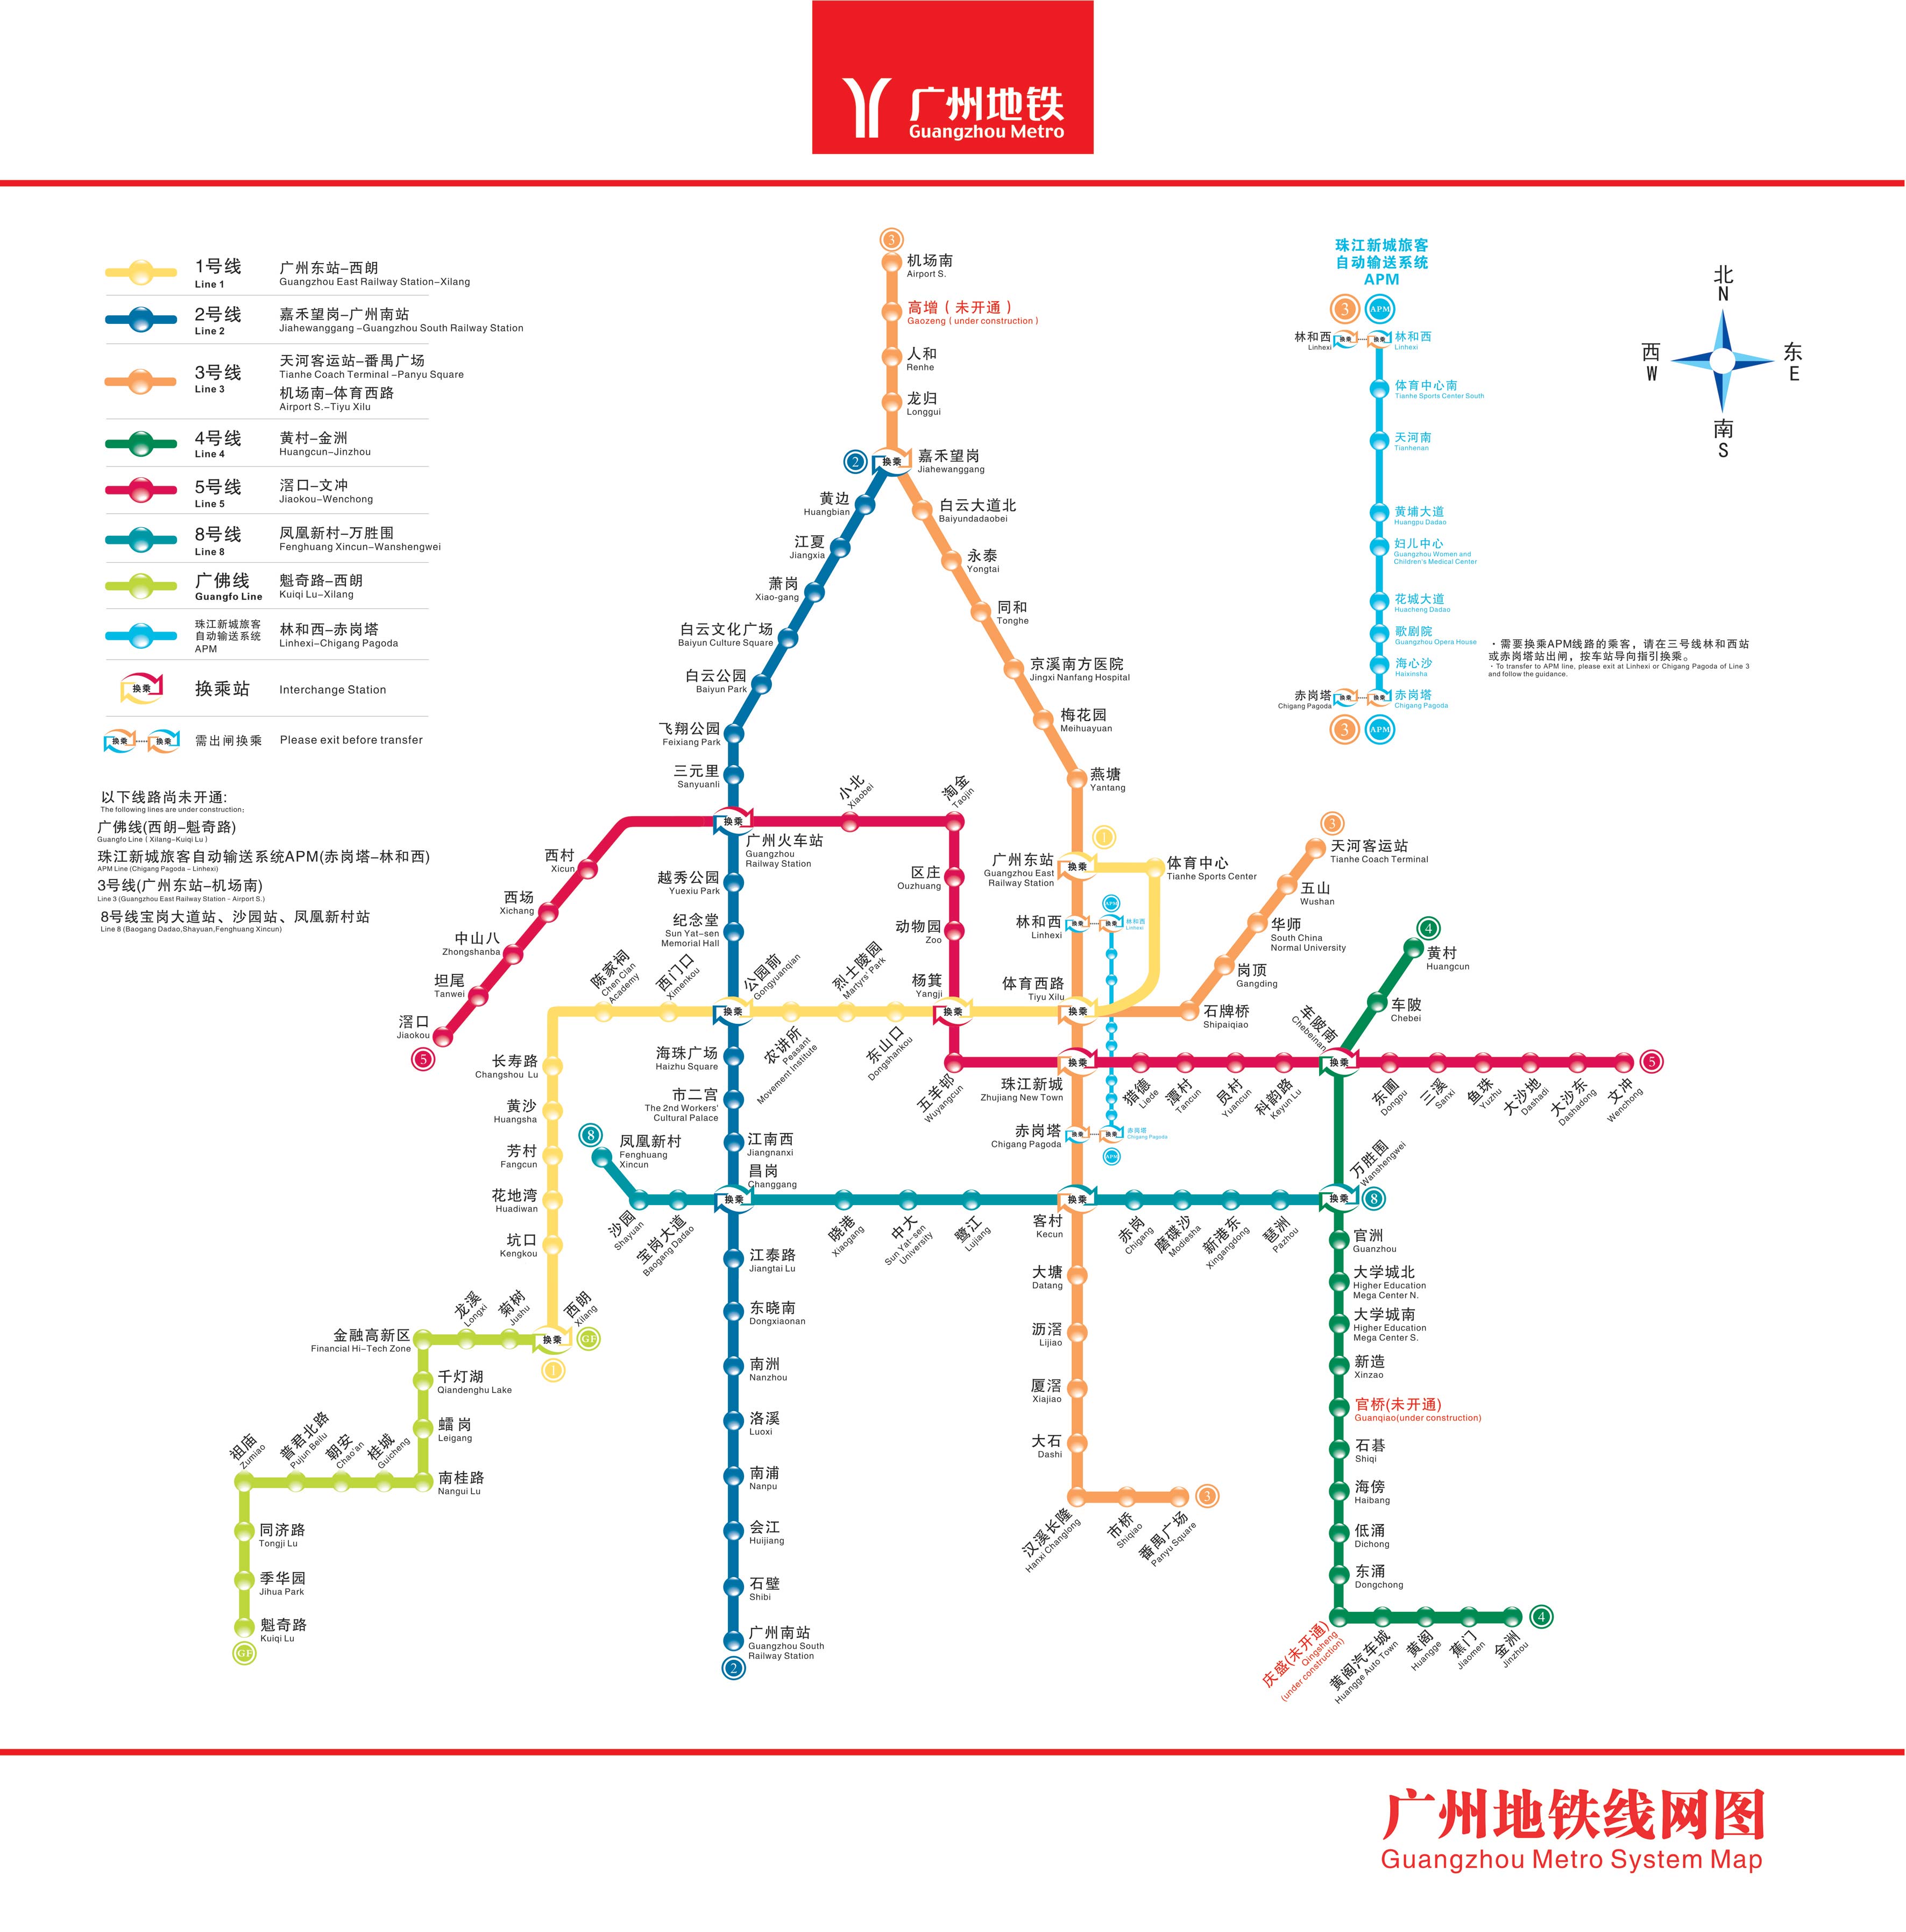 广州地铁
Guangzhou Metro
1号线
Line 1
广州东站-西朗
Guangzhou East Railway Station-Xilang
2号线
Line 2
嘉禾望岗-广州南站
Jiahewanggang -Guangzhou South Railway Station
3号线
Line 3
天河客运站-番禺广场
Tianhe Coach Terminal -Panyu Square
机场南-体育西路
Airport S.-Tiyu Xilu
4号线
Line 4
黄村-金洲
Huangcun-Jinzhou
5号线
Line 5
滘口-文冲
Jiaokou-Wenchong
8号线
Line 8
凤凰新村-万胜围
Fenghuang Xincun-Wanshengwei
广佛线
Guangfo Line
魁奇路-西朗
Kuiqi Lu-Xilang
珠江新城旅客
自动输送系统
APM
林和西-赤岗塔
Linhexi-Chigang Pagoda
换乘
换乘站
Interchange Station
换乘
换乘
需出闸换乘
Please exit before transfer
以下线路尚未开通:
The following lines are under construction:
广佛线(西朗-魁奇路)
Guangfo Line ( Xilang-Kuiqi Lu )
珠江新城旅客自动输送系统APM(赤岗塔-林和西)
APM Line (Chigang Pagoda - Linhexi)
3号线(广州东站-机场南)
Line 3 (Guangzhou East Railway Station - Airport S.)
8号线宝岗大道站、沙园站、凤凰新村站
Line 8 (Baogang Dadao,Shayuan,Fenghuang Xincun)
3
机场南
Airport S.
高增 ( 未开通 )
Gaozeng ( under construction )
人和
Renhe
龙归
Longgui
2
换乘
嘉禾望岗
Jiahewanggang
黄边
Huangbian
江夏
Jiangxia
萧岗
Xiao-gang
白云文化广场
Baiyun Culture Square
白云公园
Baiyun Park
飞翔公园
Feixiang Park
三元里
Sanyuanli
白云大道北
Baiyundadaobei
永泰
Yongtai
同和
Tonghe
京溪南方医院
Jingxi Nanfang Hospital
梅花园
Meihuayuan
燕塘
Yantang
珠江新城旅客
自动输送系统
APM
3
APM
林和西
Linhexi
换乘
换乘
林和西
Linhexi
体育中心南
Tianhe Sports Center South
天河南
Tianhenan
黄埔大道
Huangpu Dadao
妇儿中心
Guangzhou Women and
Children's Medical Center
花城大道
Huacheng Dadao
歌剧院
Guangzhou Opera House
海心沙
Haixinsha
赤岗塔
Chigang Pagoda
换乘
换乘
赤岗塔
Chigang Pagoda
3
APM
· 需要换乘APM线路的乘客，请在三号线林和西站
或赤岗塔站出闸，按车站导向指引换乘。
· To transfer to APM line, please exit at Linhexi or Chigang Pagoda of Line 3
and follow the guidance.
北
N
西
W
东
E
南
S
换乘
广州火车站
Guangzhou
Railway Station
小北
Xiaobei
淘金
Taojin
西村
Xicun
西场
Xichang
中山八
Zhongshanba
坦尾
Tanwei
滘口
Jiaokou
5
区庄
Ouzhuang
动物园
Zoo
杨箕
Yangji
换乘
五羊邨
Wuyangcun
越秀公园
Yuexiu Park
纪念堂
Sun Yat-sen
Memorial Hall
陈家祠
Chen Clan
Academy
西门口
Ximenkou
公园前
Gongyuanqian
换乘
农讲所
Peasant
Movement Institute
烈士陵园
Martyrs' Park
东山口
Dongshankou
1
广州东站
Guangzhou East
Railway Station
换乘
体育中心
Tianhe Sports Center
林和西
Linhexi
换乘
换乘
APM
林和西
Linhexi
体育西路
Tiyu Xilu
换乘
3
天河客运站
Tianhe Coach Terminal
五山
Wushan
华师
South China
Normal University
岗顶
Gangding
石牌桥
Shipaiqiao
4
黄村
Huangcun
车陂
Chebei
车陂南
Chebeinan
换乘
珠江新城
Zhujiang New Town
换乘
猎德
Liede
潭村
Tancun
员村
Yuancun
科韵路
Keyun Lu
东圃
Dongpu
三溪
Sanxi
鱼珠
Yuzhu
大沙地
Dashadi
大沙东
Dashadong
文冲
Wenchong
5
赤岗塔
Chigang Pagoda
换乘
换乘
赤岗塔
Chigang Pagoda
APM
长寿路
Changshou Lu
黄沙
Huangsha
芳村
Fangcun
花地湾
Huadiwan
坑口
Kengkou
西朗
Xilang
换乘
GF
1
海珠广场
Haizhu Square
市二宫
The 2nd Workers'
Cultural Palace
江南西
Jiangnanxi
昌岗
Changgang
换乘
8
凤凰新村
Fenghuang
Xincun
沙园
Shayuan
宝岗大道
Baogang Dadao
晓港
Xiaogang
中大
Sun Yat-sen
University
鹭江
Lujiang
客村
Kecun
换乘
赤岗
Chigang
磨碟沙
Modiesha
新港东
Xingangdong
琶洲
Pazhou
万胜围
Wanshengwei
换乘
8
江泰路
Jiangtai Lu
东晓南
Dongxiaonan
南洲
Nanzhou
洛溪
Luoxi
南浦
Nanpu
会江
Huijiang
石壁
Shibi
广州南站
Guangzhou South
Railway Station
2
大塘
Datang
沥滘
Lijiao
厦滘
Xiajiao
大石
Dashi
汉溪长隆
Hanxi Changlong
市桥
Shiqiao
番禺广场
Panyu Square
3
官洲
Guanzhou
大学城北
Higher Education
Mega Center N.
大学城南
Higher Education
Mega Center S.
新造
Xinzao
官桥(未开通)
Guanqiao(under construction)
石碁
Shiqi
海傍
Haibang
低涌
Dichong
东涌
Dongchong
庆盛(未开通)
Qingsheng
(under construction)
黄阁汽车城
Huangge Auto Town
黄阁
Huangge
蕉门
Jiaomen
金洲
Jinzhou
4
龙溪
Longxi
菊树
Jushu
金融高新区
Financial Hi-Tech Zone
千灯湖
Qiandenghu Lake
𧒽岗
Leigang
南桂路
Nangui Lu
桂城
Guicheng
朝安
Chao'an
普君北路
Pujun Beilu
祖庙
Zumiao
同济路
Tongji Lu
季华园
Jihua Park
魁奇路
Kuiqi Lu
GF
广州地铁线网图
Guangzhou Metro System Map